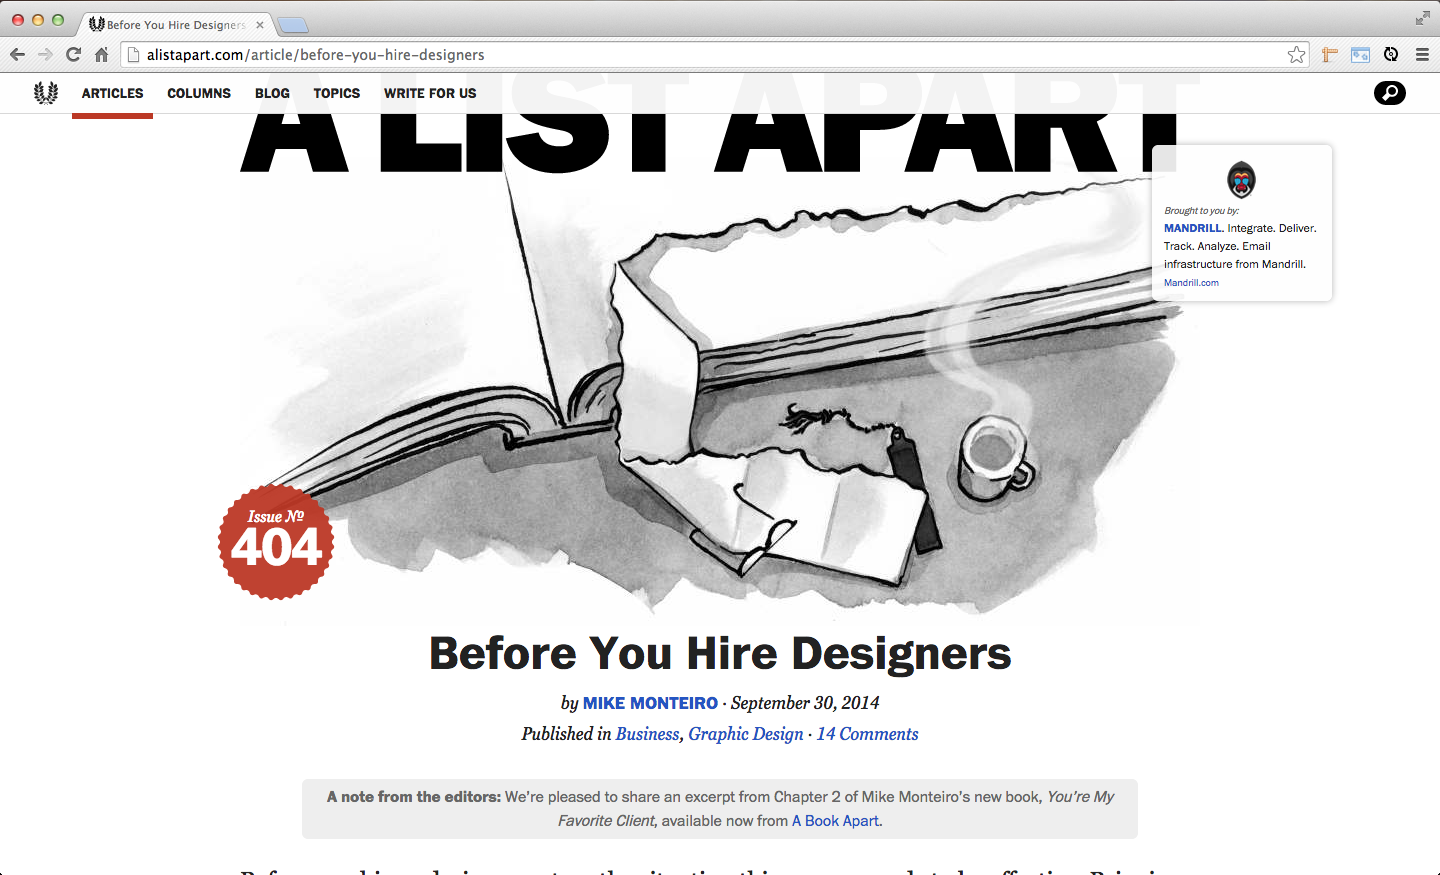 Before You Hire Designers
alistapart.com/article/before-you-hire-designers
ARTICLES COLUMNS BLOG TOPICS WRITE FOR US
A LIST APART
Brought to you by:
MANDRILL. Integrate. Deliver.
Track. Analyze. Email
infrastructure from Mandrill.
Mandrill.com
Issue №
404
Before You Hire Designers
by MIKE MONTEIRO · September 30, 2014
Published in Business, Graphic Design · 14 Comments
A note from the editors: We’re pleased to share an excerpt from Chapter 2 of Mike Monteiro’s new book, You’re My
Favorite Client, available now from A Book Apart.